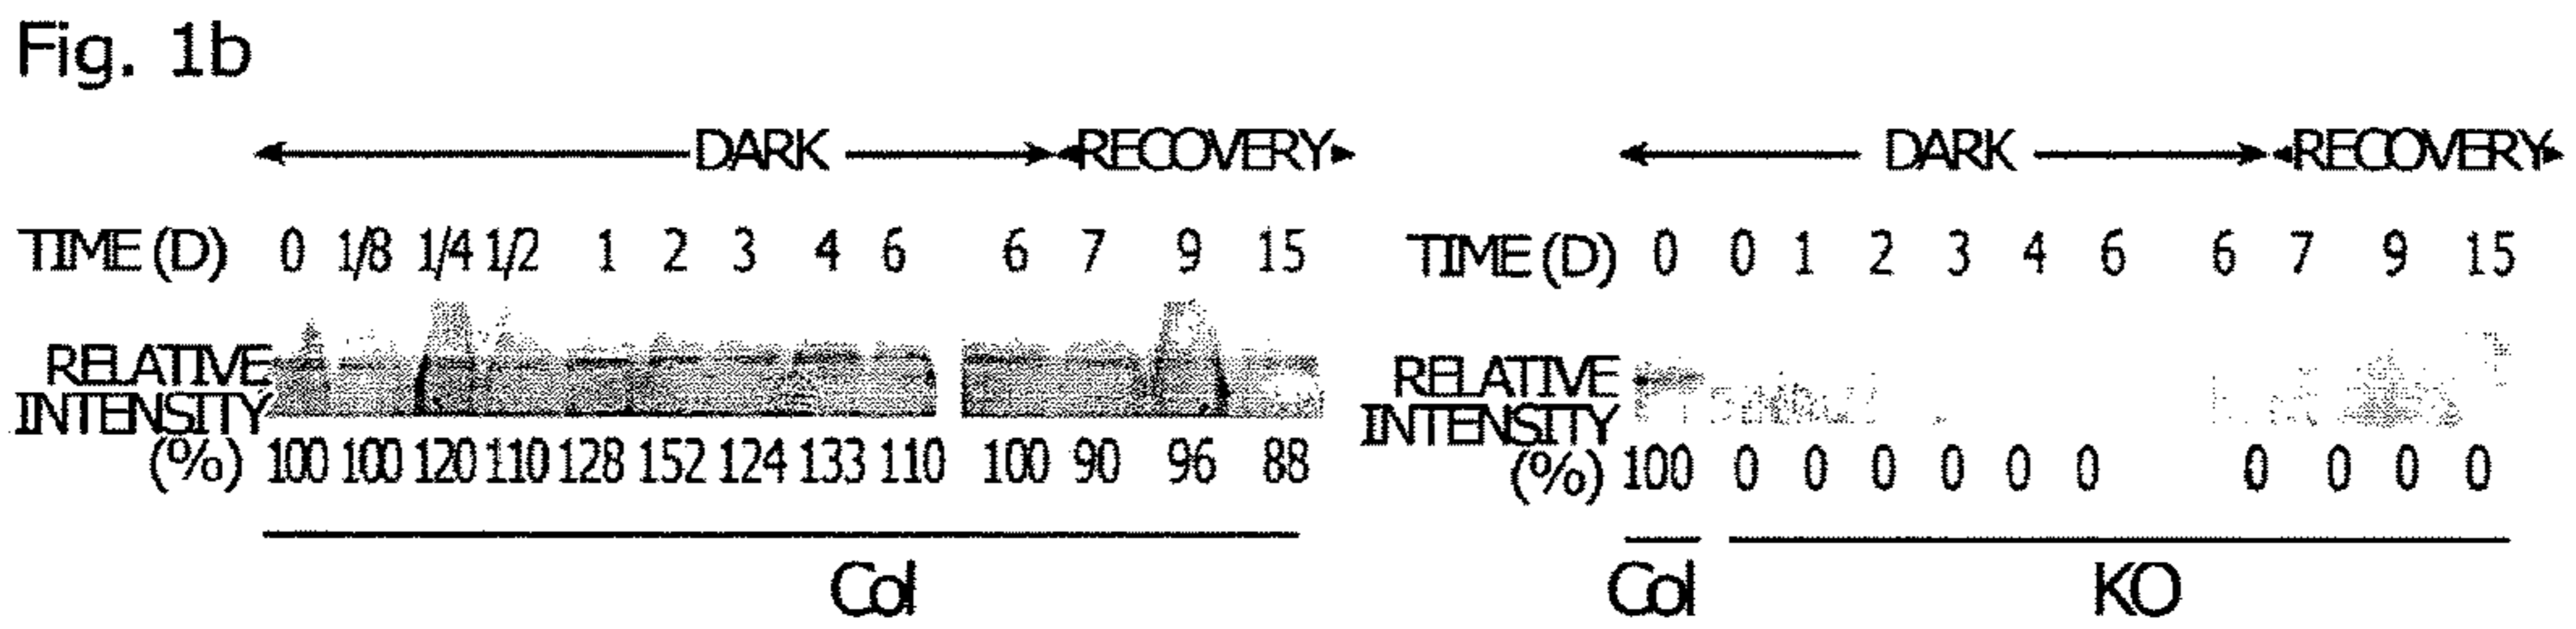 Fig. 1b
DARK RECOVERY DARK RECOVERY
TIME (D) 0 1/8 1/4 1/2 1 2 3 4 6 6 7 9 15 TIME (D) 0 0 1 2 3 4 6 6 7 9 15
RELATIVE RELATIVE
INTENSITY INTENSITY
(%) 100 100 120 110 128 152 124 133 110 100 90 96 88 (%) 100 0 0 0 0 0 0 0 0 0 0
Col Col KO